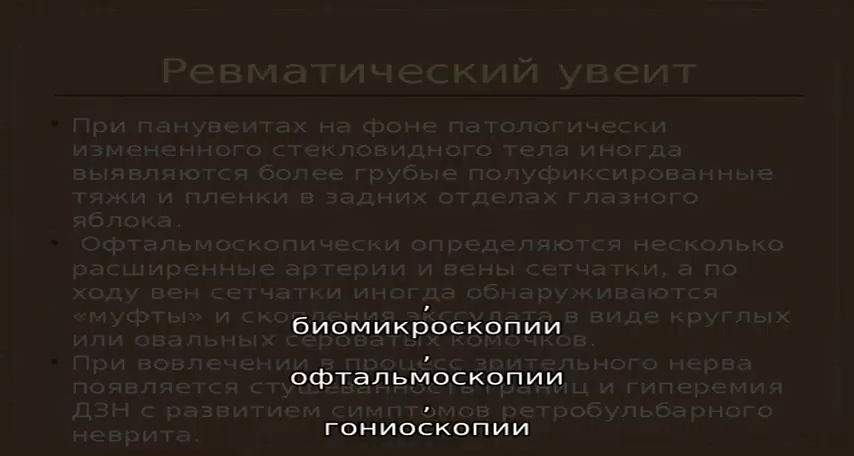 Ревматический увеит
• При панувеитах на фоне патологически
измененного стекловидного тела иногда
выявляются более грубые полуфиксированные
тяжи и пленки в задних отделах глазного
яблока.
• Офтальмоскопически определяются несколько
расширенные артерии и вены сетчатки, а по
ходу вен сетчатки иногда обнаруживаются
«муфты» и скопления экссудата в виде круглых
или овальных сероватых комочков.
• При вовлечении в процесс зрительного нерва
появляется стушеванность границ и гиперемия
ДЗН с развитием симптомов ретробульбарного
неврита.
,
биомикроскопии
,
офтальмоскопии
,
гониоскопии